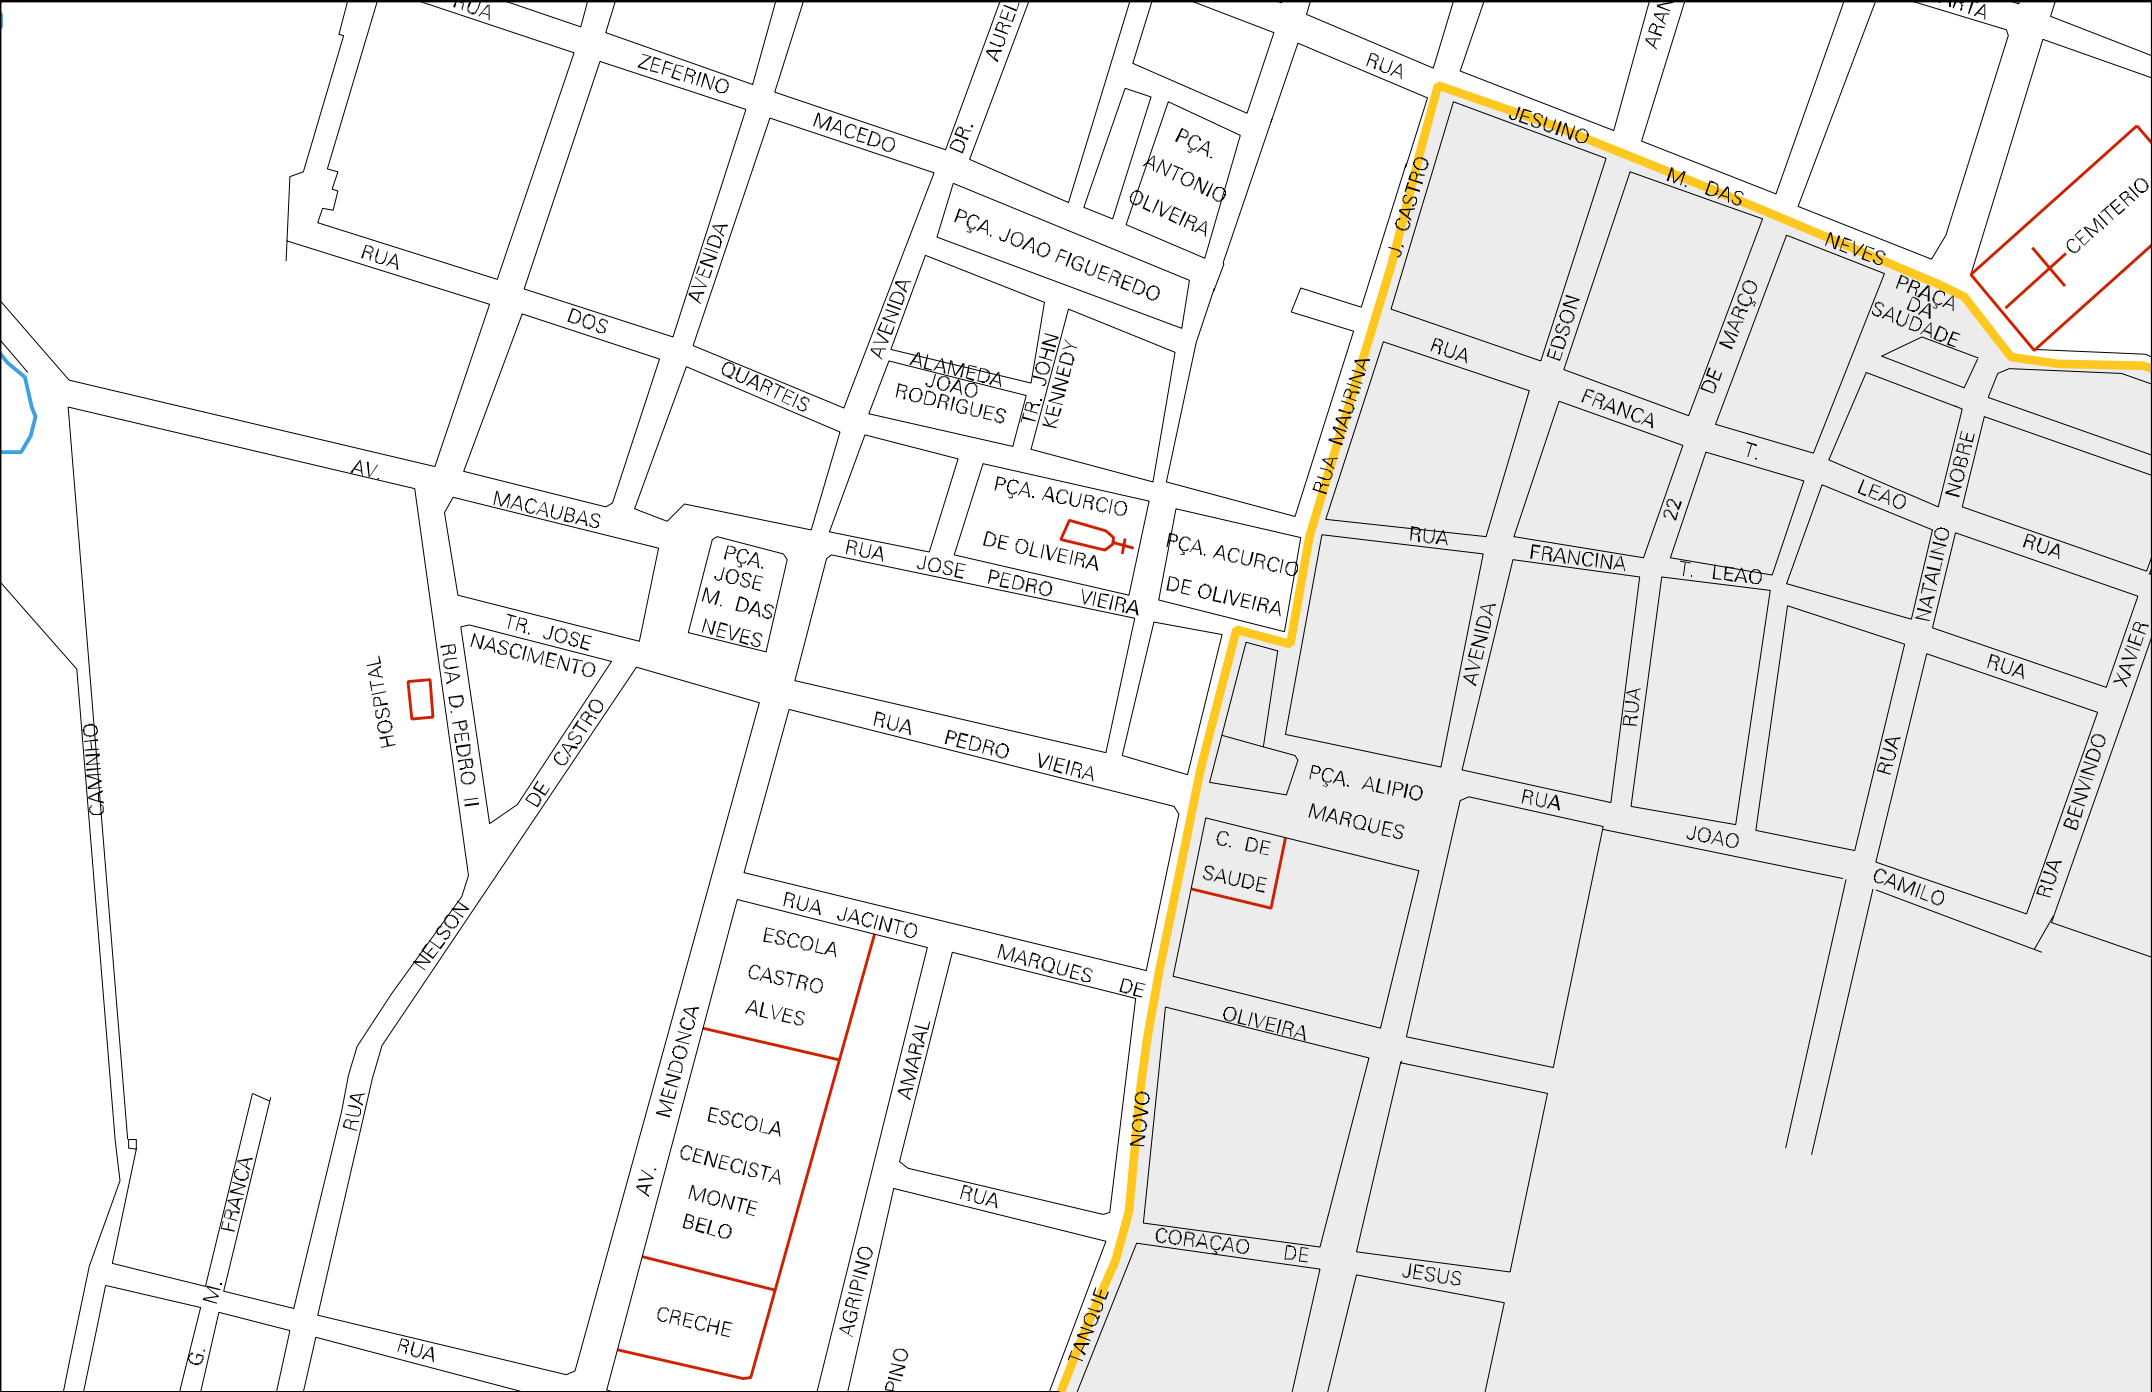 RUA
ZEFERINO
MACEDO
DR.
AUREL
RUA
JESUINO
M. DAS
NEVES
ARAN
ARTA
CEMITERIO
PÇA.
ANTONIO
OLIVEIRA
PÇA. JOAO FIGUEREDO
J. CASTRO
RUA MAURINA
RUA
DOS
QUARTEIS
AVENIDA
AVENIDA
ALAMEDA
JOAO
RODRIGUES
TR. JOHN
KENNEDY
EDSON
DE MARÇO
PRAÇA
DA
SAUDADE
RUA
FRANCA
T.
LEAO
NOBRE
NATALINO
RUA
AV.
MACAUBAS
PÇA. ACURCIO
DE OLIVEIRA
PÇA. ACURCIO
DE OLIVEIRA
RUA JOSE PEDRO VIEIRA
PÇA.
JOSE
M. DAS
NEVES
RUA
FRANCINA
T. LEAO
22
AVENIDA
RUA
RUA
RUA
XAVIER
BENVINDO
RUA
TR. JOSE
NASCIMENTO
HOSPITAL
RUA D. PEDRO II
DE CASTRO
NELSON
RUA
CAMINHO
RUA PEDRO VIEIRA
PÇA. ALIPIO
MARQUES
RUA
JOAO
CAMILO
C. DE
SAUDE
RUA JACINTO
MARQUES DE
OLIVEIRA
ESCOLA
CASTRO
ALVES
ESCOLA
CENECISTA
MONTE
BELO
CRECHE
MENDONCA
AV.
AMARAL
AGRIPINO
PINO
NOVO
TANQUE
RUA
CORAÇAO DE
JESUS
FRANCA
M.
G.
RUA